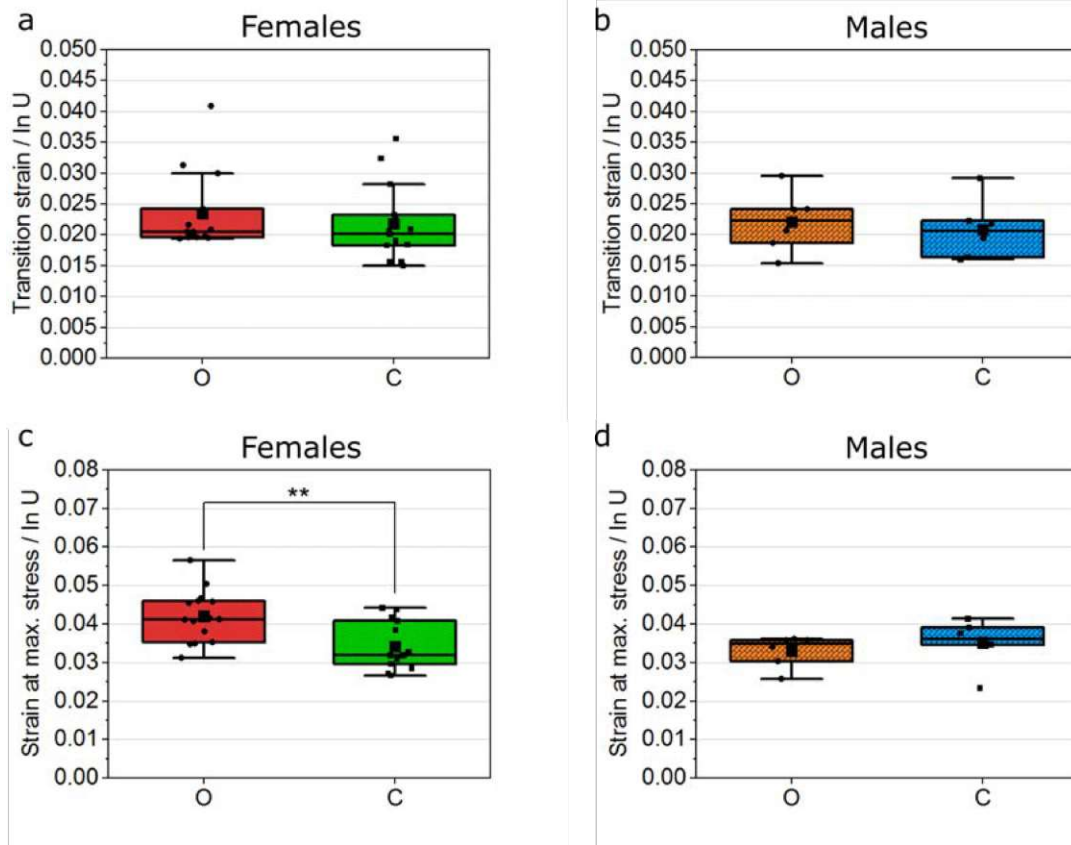 a
Females
0.050
0.045
0.040
0.035
0.030
0.025
0.020
0.015
0.010
0.005
0.000
Transition strain / ln U
O
C
b
Males
0.050
0.045
0.040
0.035
0.030
0.025
0.020
0.015
0.010
0.005
0.000
Transition strain / ln U
O
C
c
Females
0.08
0.07
0.06
0.05
0.04
0.03
0.02
0.01
0.00
Strain at max. stress / ln U
**
O
C
d
Males
0.08
0.07
0.06
0.05
0.04
0.03
0.02
0.01
0.00
Strain at max. stress / ln U
O
C